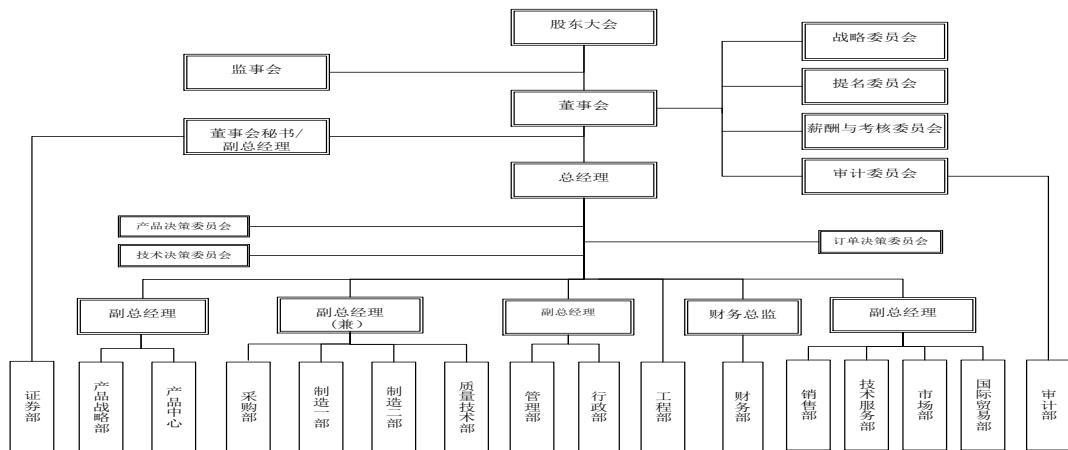 股东大会
战略委员会
监事会
提名委员会
董事会
董事会秘书/
副总经理
薪酬与考核委员会
总经理
审计委员会
产品决策委员会
订单决策委员会
技术决策委员会
副总经理
副总经理
（兼）
副总经理
财务总监
副总经理
证券部
产品战略部
产品中心
采购部
制造一部
制造二部
质量技术部
管理部
行政部
工程部
财务部
销售部
技术服务部
市场部
国际贸易部
审计部